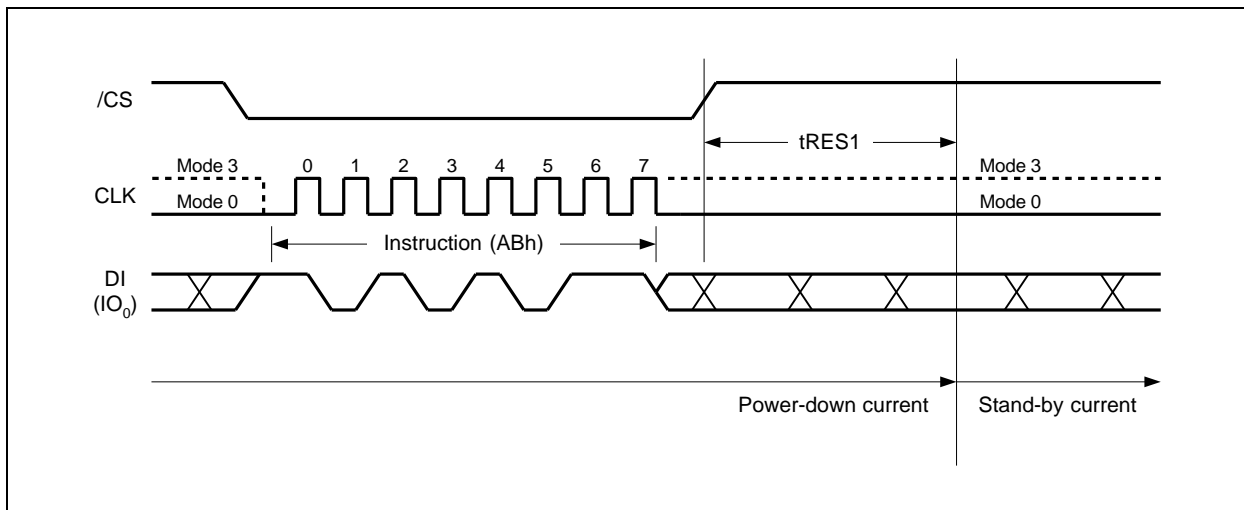 /CS
tRES1
Mode 3 0 1 2 3 4 5 6 7 Mode 3
CLK
Mode 0 Mode 0
Instruction (ABh)
DI
(IO₀)
Power-down current Stand-by current